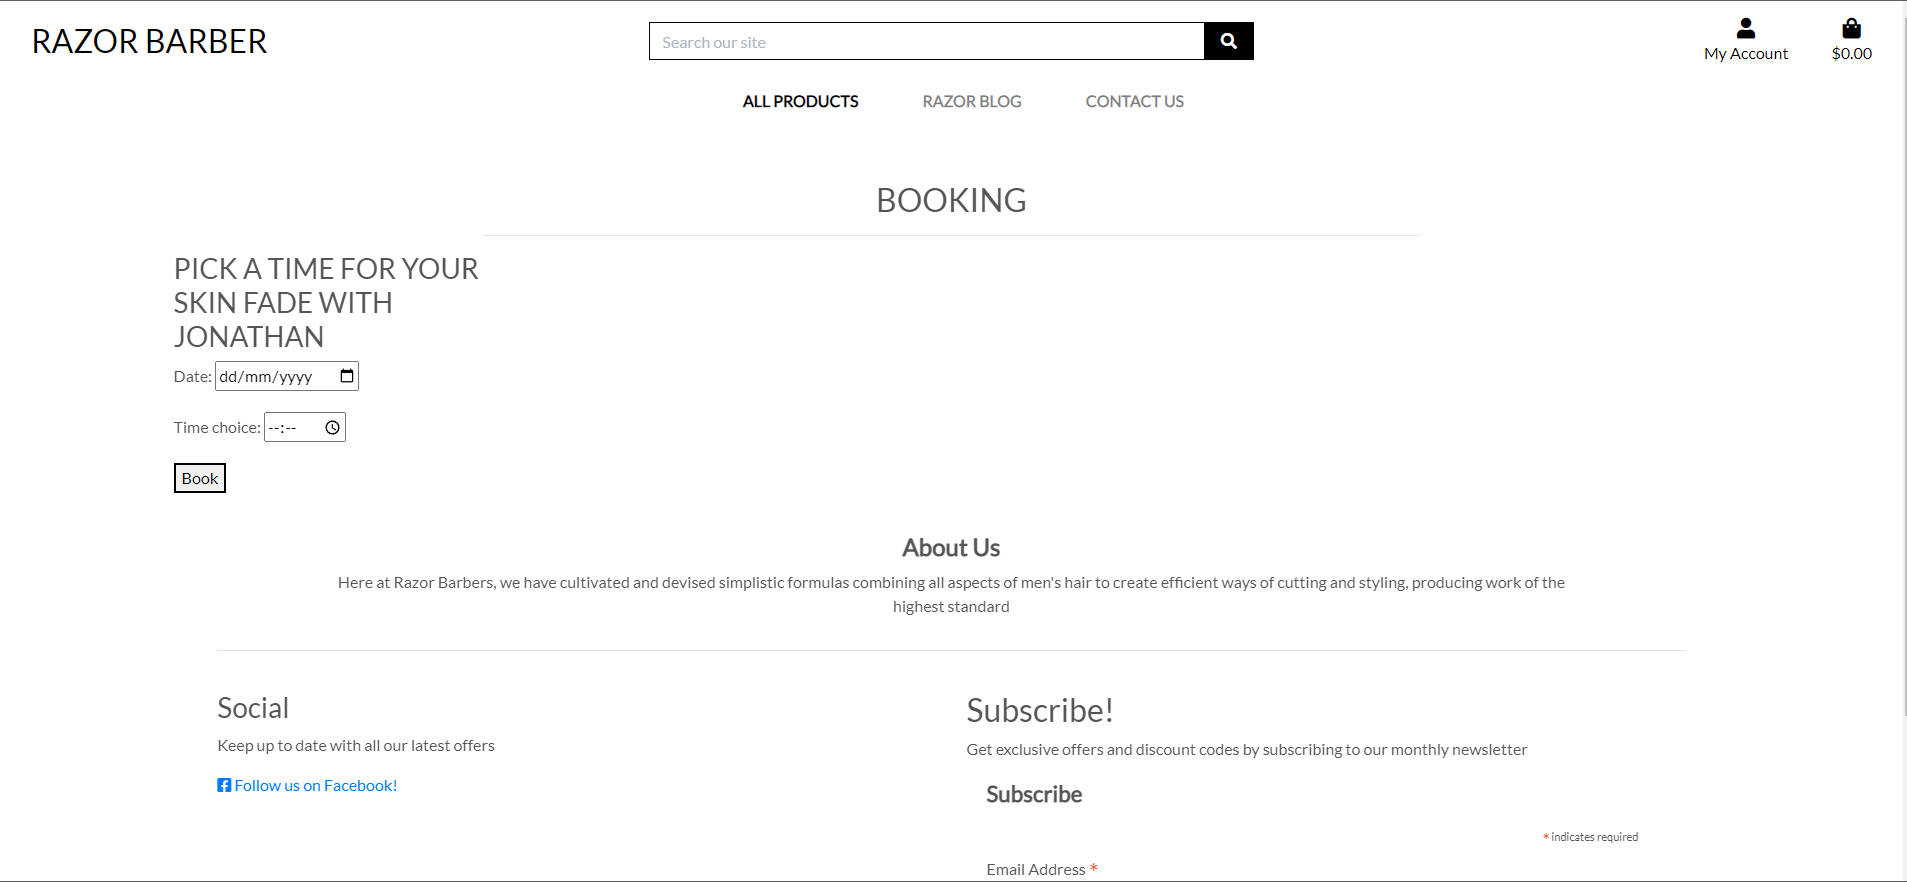 RAZOR BARBER
Search our site
My Account
$0.00
ALL PRODUCTS
RAZOR BLOG
CONTACT US
BOOKING
PICK A TIME FOR YOUR
SKIN FADE WITH
JONATHAN
Date: dd/mm/yyyy
Time choice: --:--
Book
About Us
Here at Razor Barbers, we have cultivated and devised simplistic formulas combining all aspects of men's hair to create efficient ways of cutting and styling, producing work of the
highest standard
Social
Keep up to date with all our latest offers
Follow us on Facebook!
Subscribe!
Get exclusive offers and discount codes by subscribing to our monthly newsletter
Subscribe
* indicates required
Email Address *